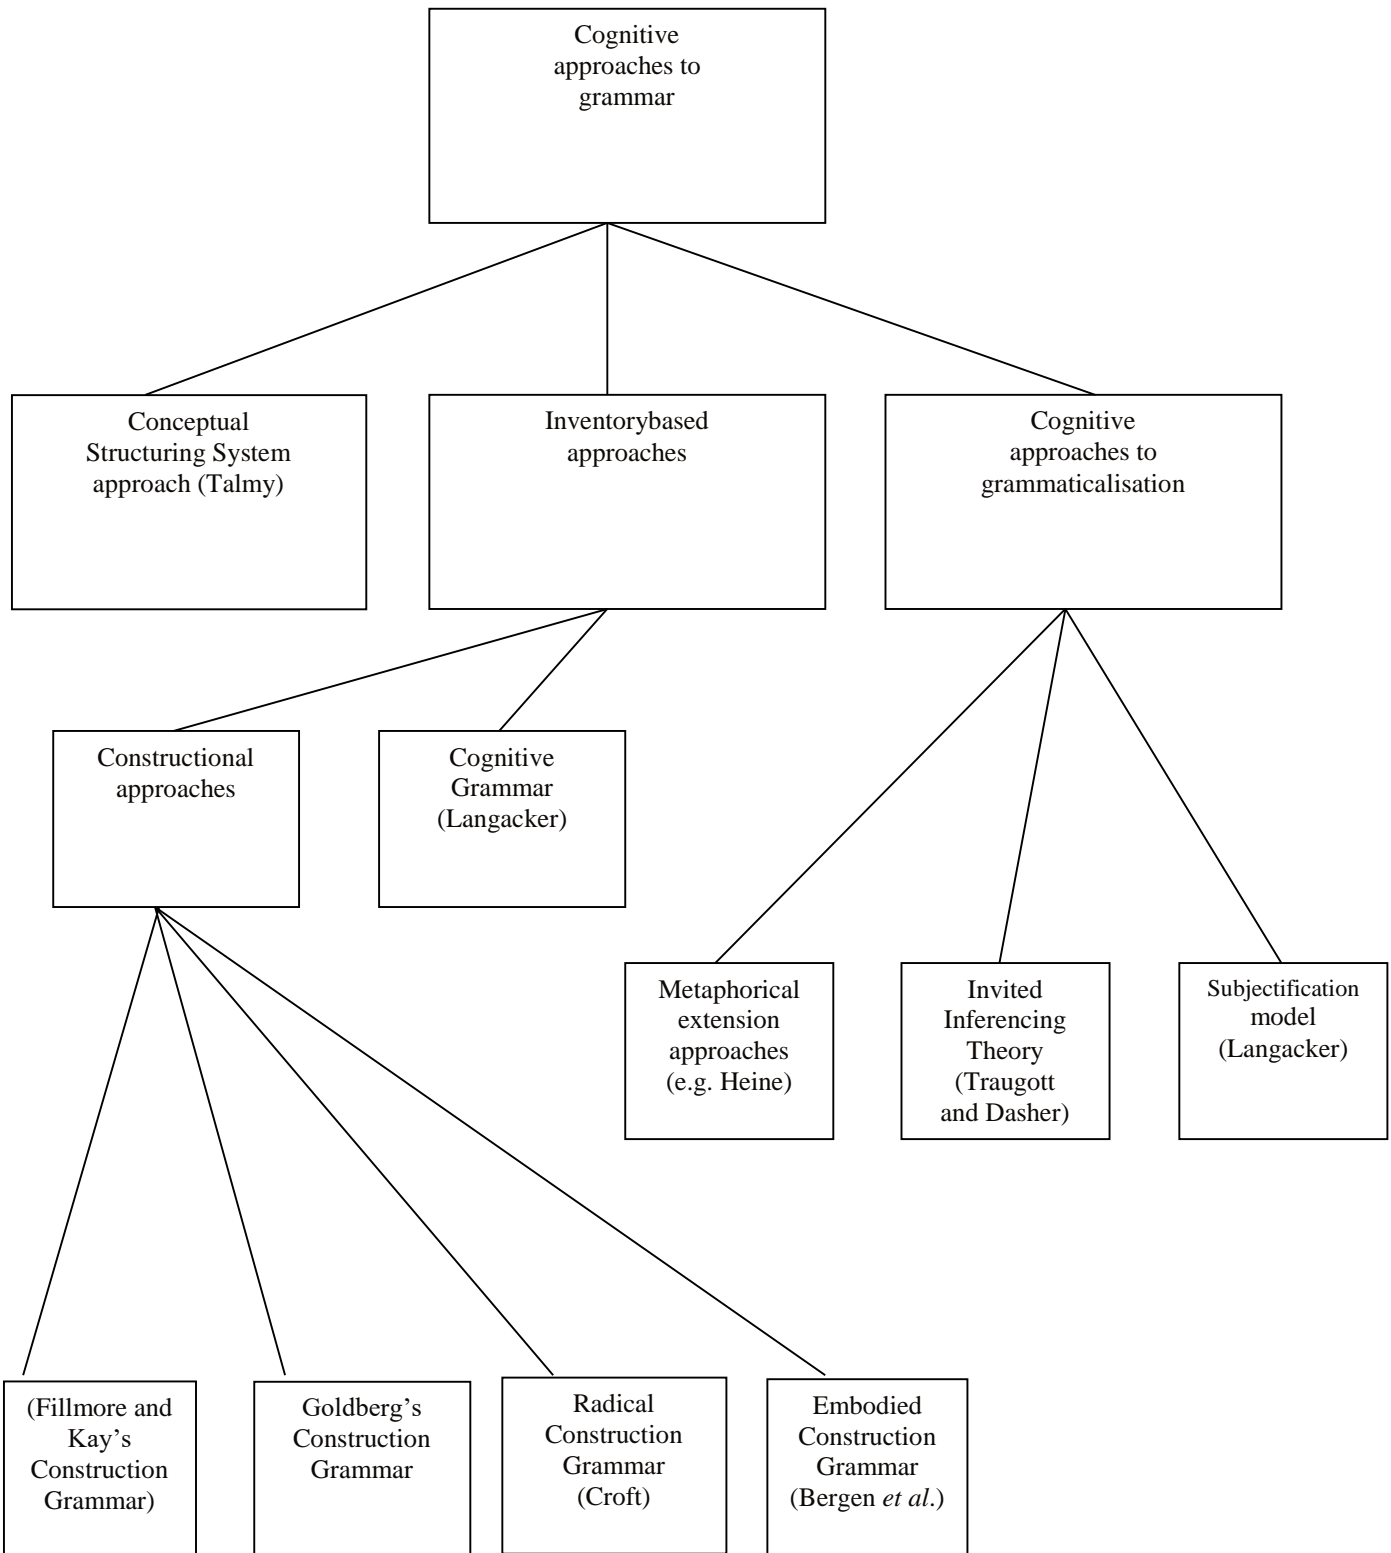 Cognitive
approaches to
grammar
Conceptual
Structuring System
approach (Talmy)
Inventorybased
approaches
Cognitive
approaches to
grammaticalisation
Constructional
approaches
Cognitive
Grammar
(Langacker)
Metaphorical
extension
approaches
(e.g. Heine)
Invited
Inferencing
Theory
(Traugott
and Dasher)
Subjectification
model
(Langacker)
(Fillmore and
Kay’s
Construction
Grammar)
Goldberg’s
Construction
Grammar
Radical
Construction
Grammar
(Croft)
Embodied
Construction
Grammar
(Bergen et al.)